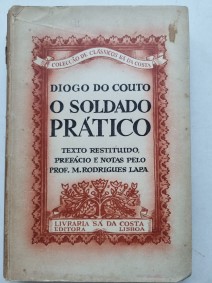 COLECÇÃO DE CLÁSSICOS SÁ DA COSTA
DIOGO DO COUTO
O SOLDADO
PRÁTICO
TEXTO RESTITUIDO,
PREFÁCIO E NOTAS PELO
PROF. M. RODRIGUES LAPA
LIVRARIA SÁ DA COSTA
EDITORA LISBOA